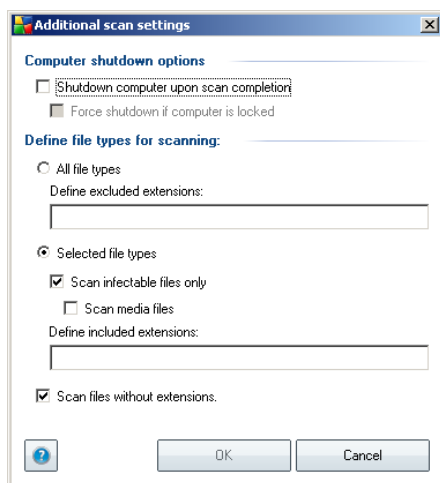 Additional scan settings
Computer shutdown options
Shutdown computer upon scan completion
Force shutdown if computer is locked
Define file types for scanning:
All file types
Define excluded extensions:
Selected file types
Scan infectable files only
Scan media files
Define included extensions:
Scan files without extensions.
? OK Cancel